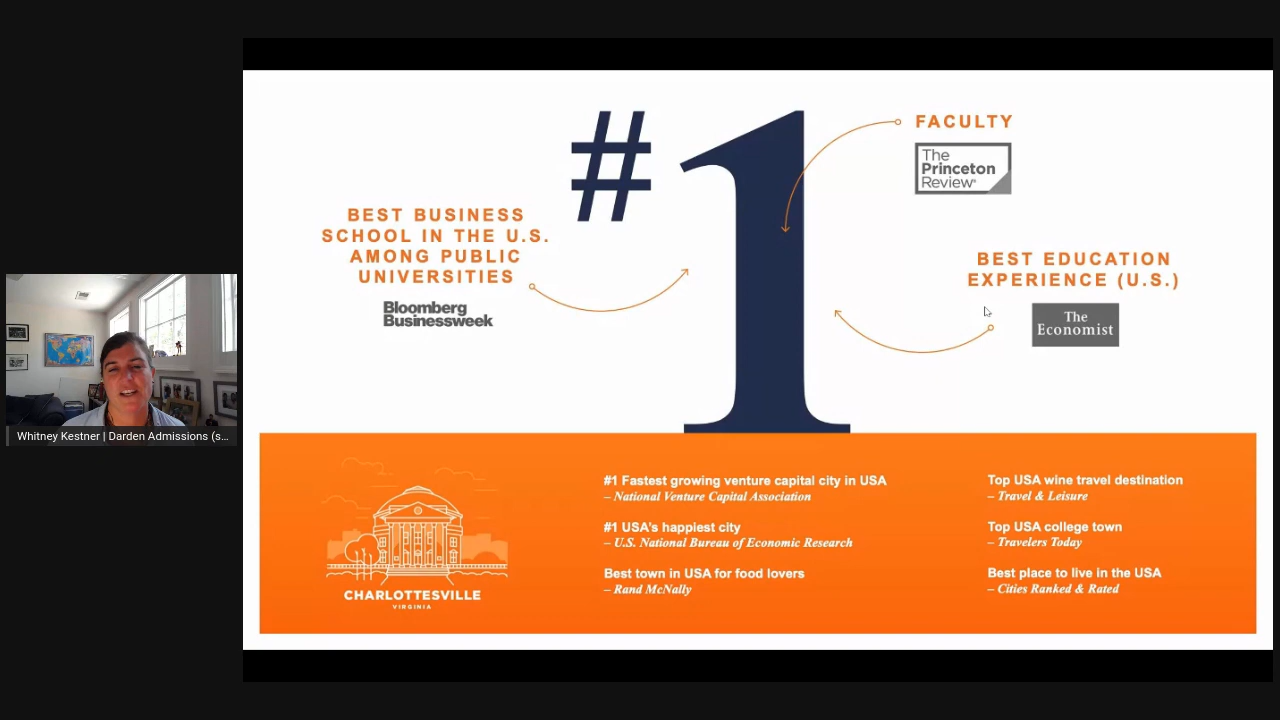 #1
FACULTY
The
Princeton
Review®
BEST BUSINESS
SCHOOL IN THE U.S.
AMONG PUBLIC
UNIVERSITIES
Bloomberg
Businessweek
BEST EDUCATION
EXPERIENCE (U.S.)
The
Economist
Whitney Kestner | Darden Admissions (s...
CHARLOTTESVILLE
VIRGINIA
#1 Fastest growing venture capital city in USA
– National Venture Capital Association
#1 USA's happiest city
– U.S. National Bureau of Economic Research
Best town in USA for food lovers
– Rand McNally
Top USA wine travel destination
– Travel & Leisure
Top USA college town
– Travelers Today
Best place to live in the USA
– Cities Ranked & Rated